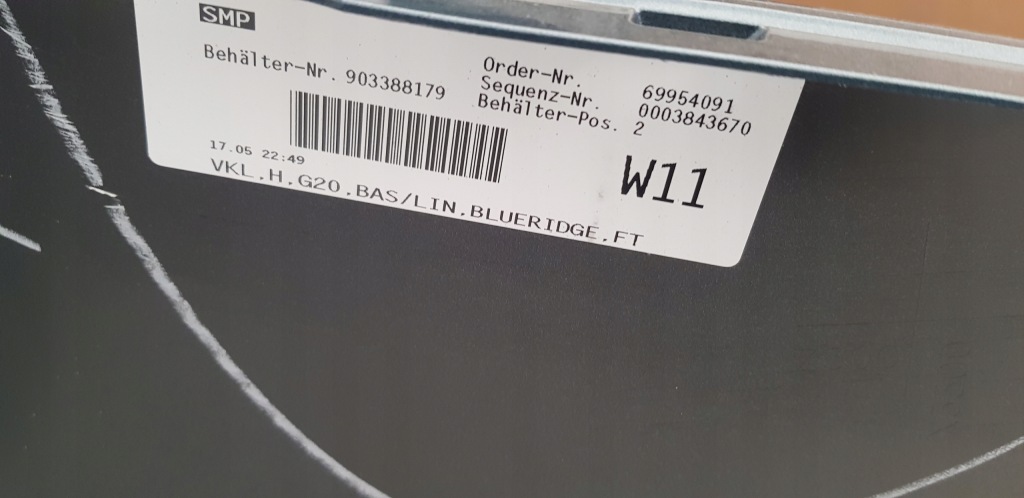 SMP
Behälter-Nr. 903388179
Order-Nr. 69954091
Sequenz-Nr. 0003843670
Behälter-Pos. 2
17.05 22:49
W11
VKL.H.G20.BAS/LIN.BLUERIDGE.FT